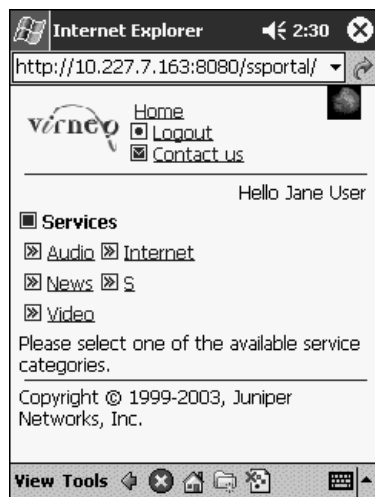 Internet Explorer 2:30
http://10.227.7.163:8080/ssportal/
virneo
Home
Logout
Contact us
Hello Jane User
Services
Audio Internet
News S
Video
Please select one of the available service
categories.
Copyright © 1999-2003, Juniper
Networks, Inc.
View Tools